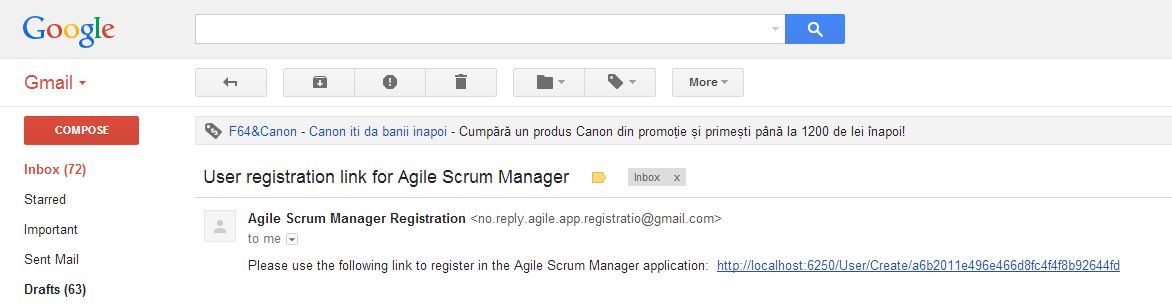 Google
Gmail
More
COMPOSE
F64&Canon - Canon iti da banii inapoi - Cumpără un produs Canon din promoție și primești până la 1200 de lei înapoi!
Inbox (72)
User registration link for Agile Scrum Manager Inbox x
Starred
Agile Scrum Manager Registration <no.reply.agile.app.registratio@gmail.com>
Important
to me
Sent Mail
Please use the following link to register in the Agile Scrum Manager application: http://localhost:6250/User/Create/a6b2011e496e466d8fc4f4f8b92644fd
Drafts (63)